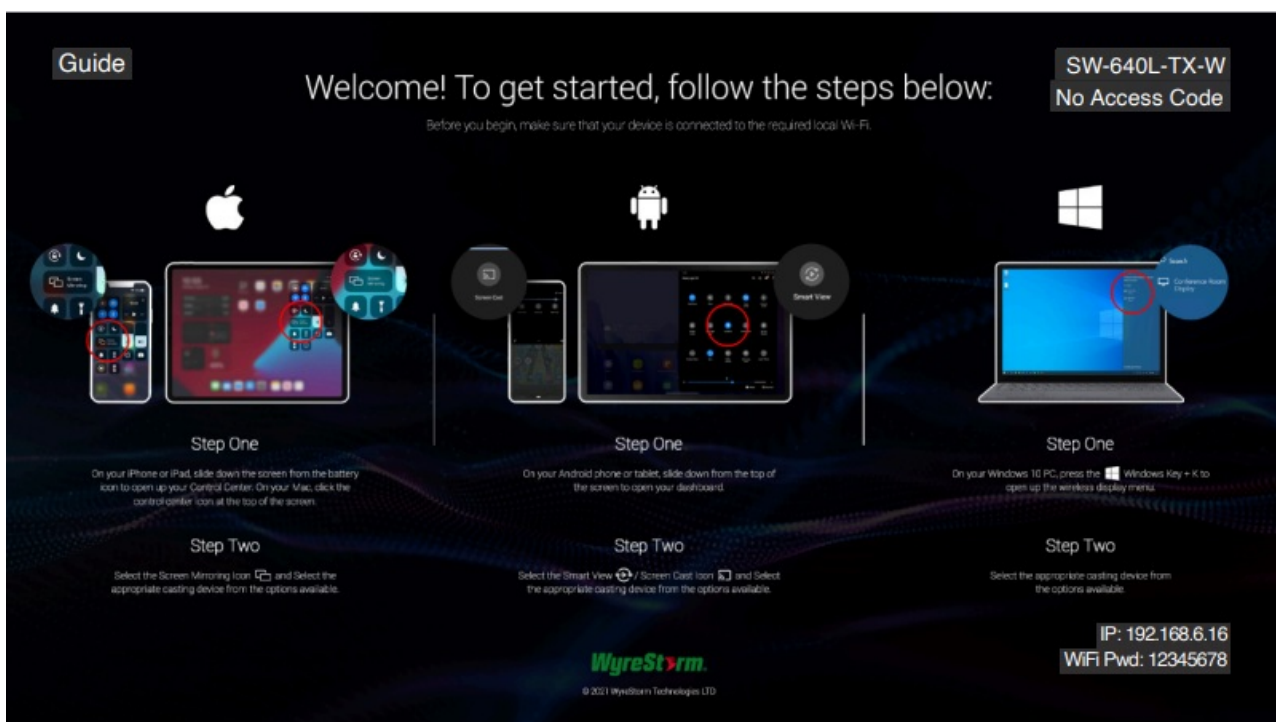 Guide
SW-640L-TX-W
No Access Code
Welcome! To get started, follow the steps below:
Before you begin, make sure that your device is connected to the required local Wi-Fi.
Screen
Mirroring
Screen
Mirroring
Screen Cast
Smart View
Search
Conference Room
Display
Step One
On your iPhone or iPad, slide down the screen from the battery
icon to open up your Control Center. On your Mac, click the
control center icon at the top of the screen.
Step Two
Select the Screen Mirroring Icon and Select the
appropriate casting device from the options available.
Step One
On your Android phone or tablet, slide down from the top of
the screen to open your dashboard.
Step Two
Select the Smart View / Screen Cast Icon and Select
the appropriate casting device from the options available.
Step One
On your Windows 10 PC, press the Windows Key + K to
open up the wireless display menu.
Step Two
Select the appropriate casting device from
the options available.
IP: 192.168.6.16
WiFi Pwd: 12345678
WyreStorm
© 2021 WyreStorm Technologies LTD